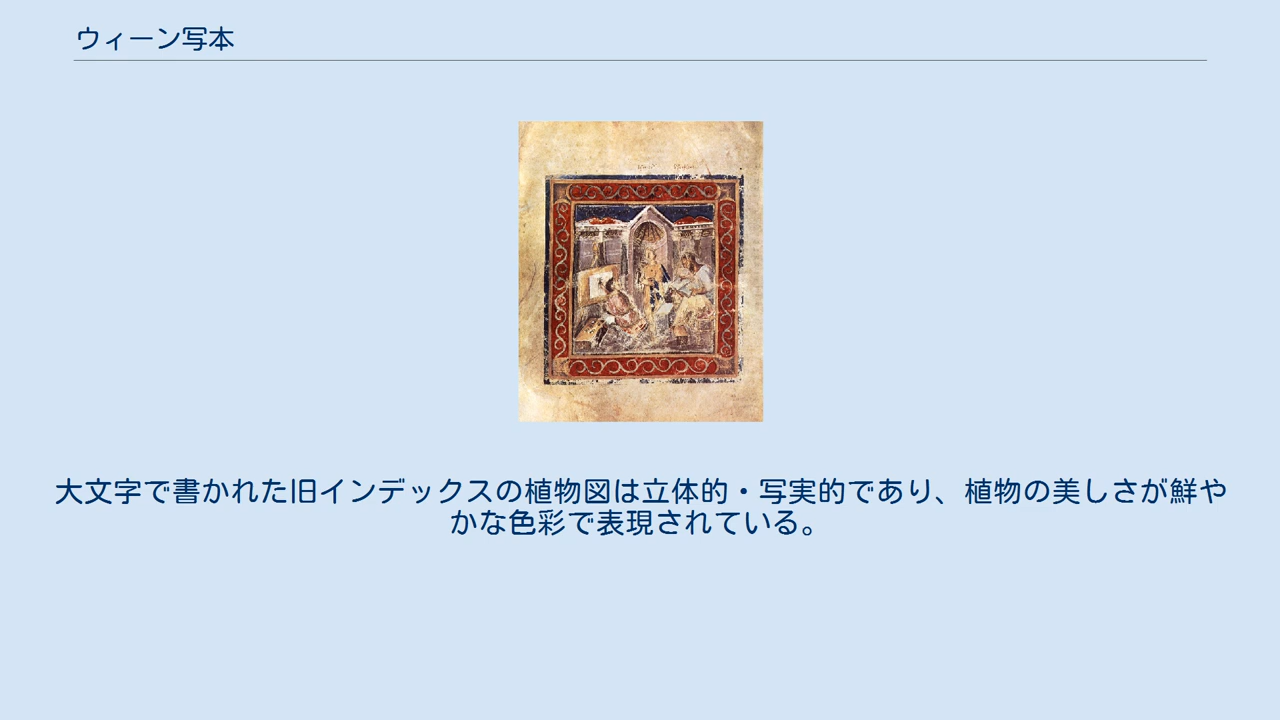 ウィーン写本
大文字で書かれた旧インデックスの植物図は立体的・写実的であり、植物の美しさが鮮や
かな色彩で表現されている。